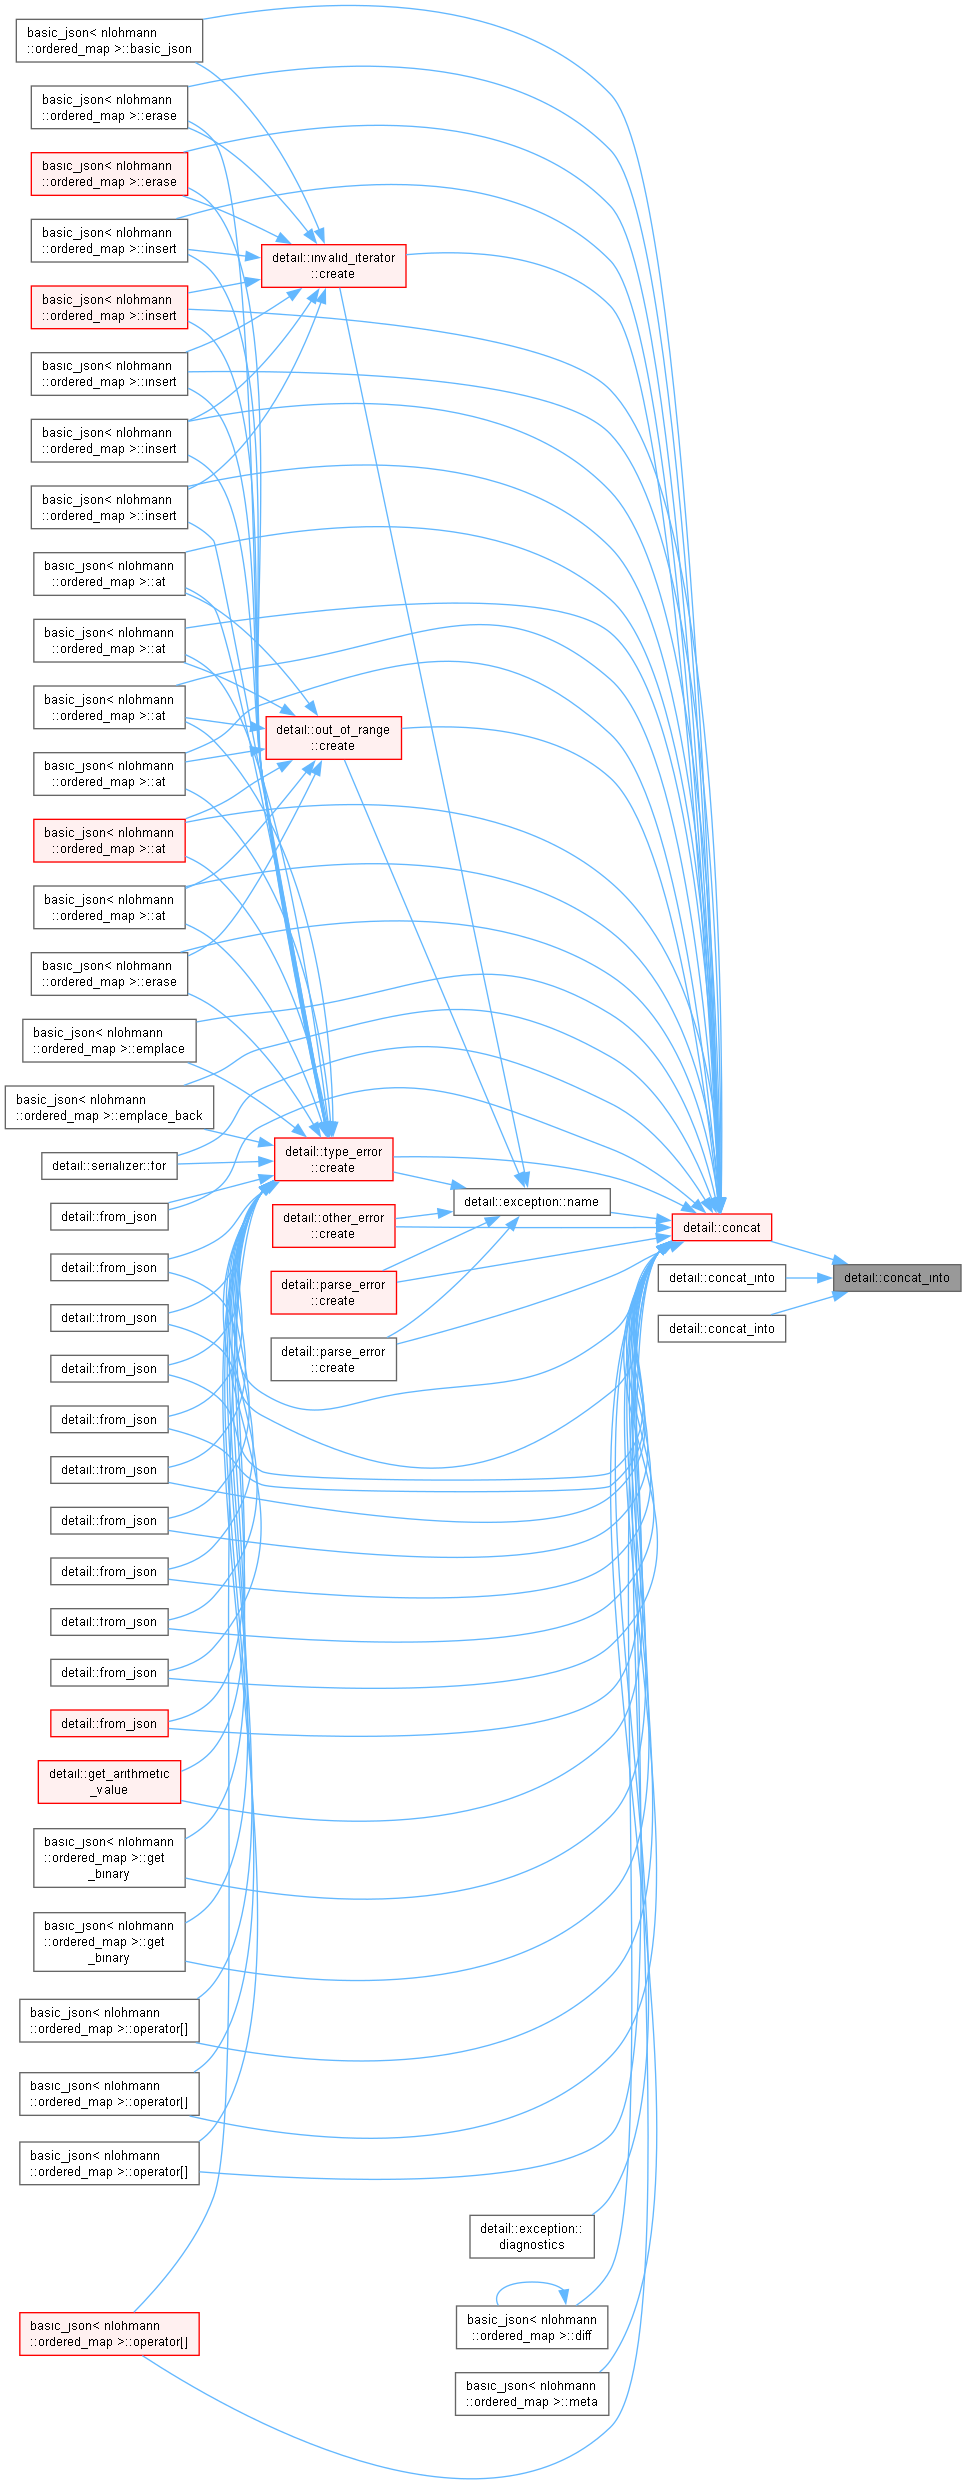 basic_json< nlohmann
::ordered_map >::basic_json
basic_json< nlohmann
::ordered_map >::erase
basic_json< nlohmann
::ordered_map >::erase
basic_json< nlohmann
::ordered_map >::insert
detail::invalid_iterator
::create
basic_json< nlohmann
::ordered_map >::insert
basic_json< nlohmann
::ordered_map >::insert
basic_json< nlohmann
::ordered_map >::insert
basic_json< nlohmann
::ordered_map >::insert
basic_json< nlohmann
::ordered_map >::at
basic_json< nlohmann
::ordered_map >::at
basic_json< nlohmann
::ordered_map >::at
detail::out_of_range
::create
basic_json< nlohmann
::ordered_map >::at
basic_json< nlohmann
::ordered_map >::at
basic_json< nlohmann
::ordered_map >::at
basic_json< nlohmann
::ordered_map >::erase
basic_json< nlohmann
::ordered_map >::emplace
basic_json< nlohmann
::ordered_map >::emplace_back
detail::type_error
::create
detail::serializer::for
detail::exception::name
detail::from_json
detail::other_error
::create
detail::concat
detail::from_json
detail::concat_into
detail::concat_into
detail::parse_error
::create
detail::from_json
detail::concat_into
detail::parse_error
::create
detail::from_json
detail::from_json
detail::from_json
detail::from_json
detail::from_json
detail::from_json
detail::from_json
detail::from_json
detail::get_arithmetic
_value
basic_json< nlohmann
::ordered_map >::get
_binary
basic_json< nlohmann
::ordered_map >::get
_binary
basic_json< nlohmann
::ordered_map >::operator[]
basic_json< nlohmann
::ordered_map >::operator[]
basic_json< nlohmann
::ordered_map >::operator[]
detail::exception::
diagnostics
basic_json< nlohmann
::ordered_map >::operator[]
basic_json< nlohmann
::ordered_map >::diff
basic_json< nlohmann
::ordered_map >::meta